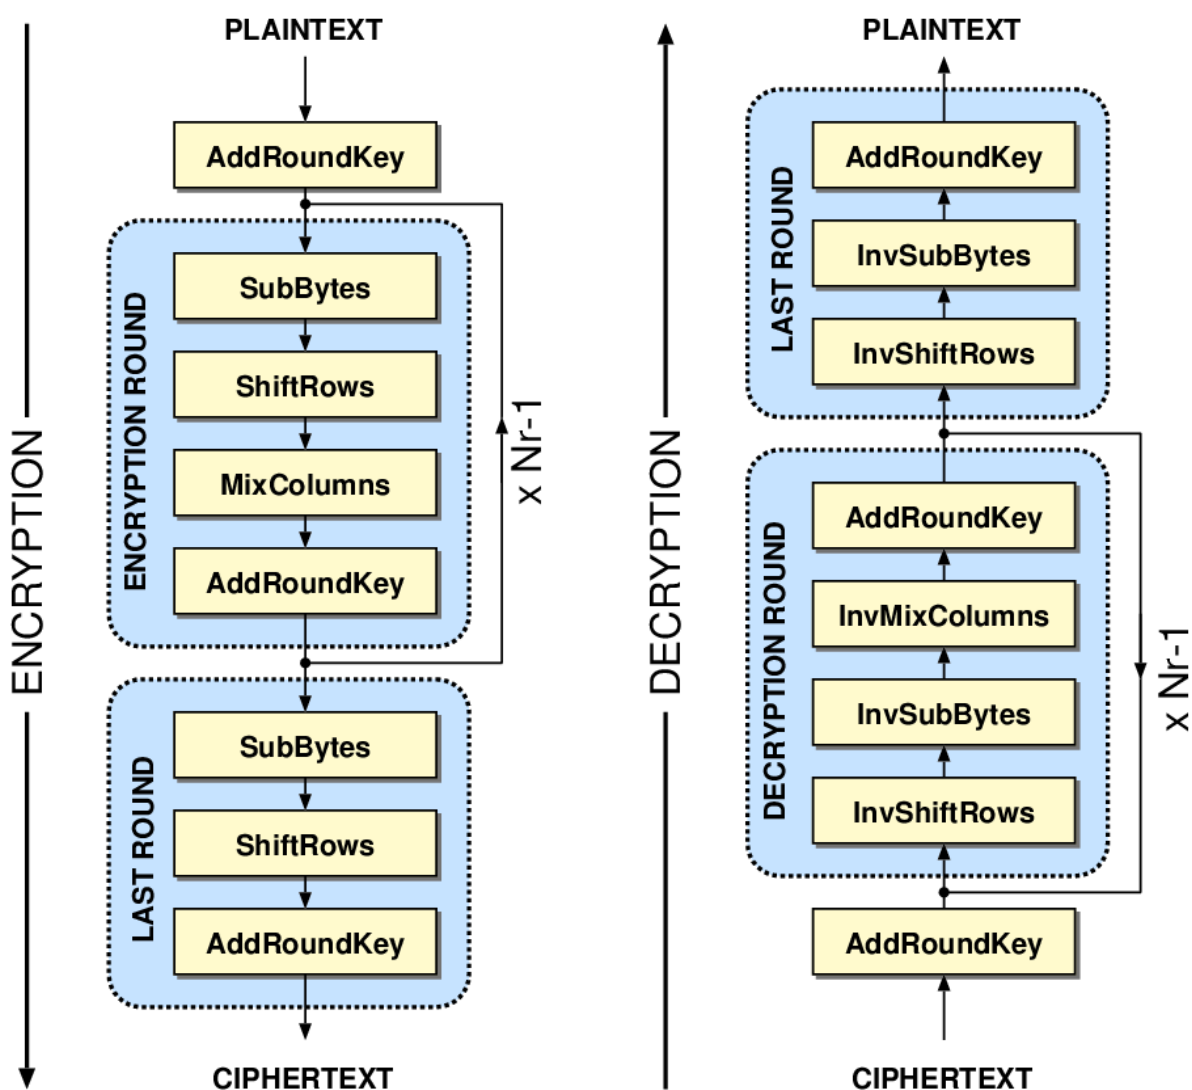 PLAINTEXT
AddRoundKey
SubBytes
ShiftRows
MixColumns
AddRoundKey
ENCRYPTION ROUND
x Nr-1
SubBytes
ShiftRows
AddRoundKey
LAST ROUND
CIPHERTEXT
ENCRYPTION
PLAINTEXT
AddRoundKey
InvSubBytes
InvShiftRows
LAST ROUND
AddRoundKey
InvMixColumns
InvSubBytes
InvShiftRows
DECRYPTION ROUND
x Nr-1
AddRoundKey
CIPHERTEXT
DECRYPTION